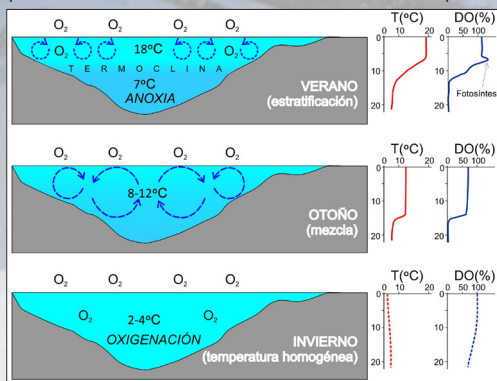 O₂ O₂ O₂ O₂
O₂ 18ºC O₂
TERMOCLINA
7ºC
ANOXIA
VERANO
(estratificación)
T(ºC) DO(%)
0 20 0 50 100
0
10
20
Fotosíntes
O₂ O₂ O₂ O₂
8-12ºC
OTOÑO
(mezcla)
T(ºC) DO(%)
0 10 20 0 50 100
0
10
20
O₂ O₂ O₂ O₂
O₂ 2-4ºC O₂
OXIGENACIÓN
INVIERNO
(temperatura homogénea)
T(ºC) DO(%)
0 10 20 0 50 100
0
10
20